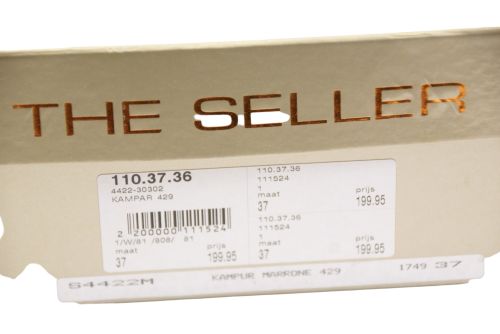 THE SELLER
110.37.36
4422-30302
KAMPAR 429
2 200000 111524
1/W/81 /808/ 81
maat prijs
37 199.95
110.37.36
111524
1
maat prijs
37 199.95
110.37.36
111524
1
maat prijs
37 199.95
S4422M KAMPUR MARRONE 429 1749 37